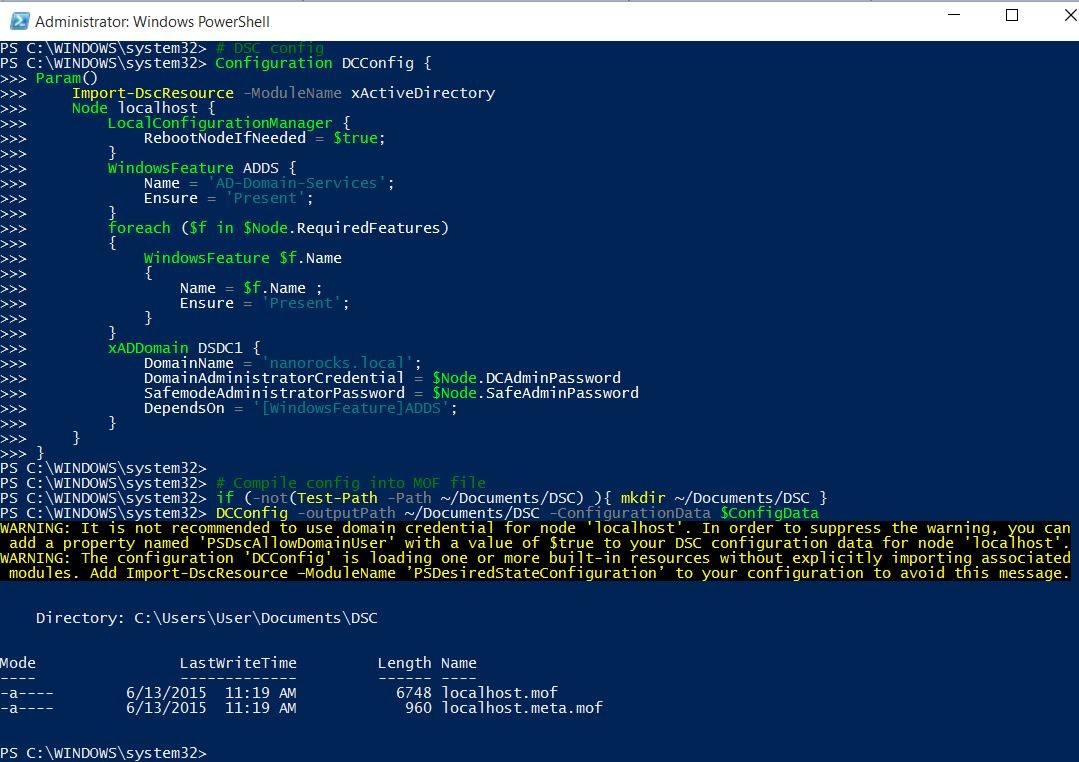 Administrator: Windows PowerShell
PS C:\WINDOWS\system32> # DSC config
PS C:\WINDOWS\system32> Configuration DCConfig {
>>> Param()
>>>     Import-DscResource -ModuleName xActiveDirectory
>>>     Node localhost {
>>>         LocalConfigurationManager {
>>>             RebootNodeIfNeeded = $true;
>>>         }
>>>         WindowsFeature ADDS {
>>>             Name = 'AD-Domain-Services';
>>>             Ensure = 'Present';
>>>         }
>>>         foreach ($f in $Node.RequiredFeatures)
>>>         {
>>>             WindowsFeature $f.Name
>>>             {
>>>                 Name = $f.Name ;
>>>                 Ensure = 'Present';
>>>             }
>>>         }
>>>         xADDomain DSDC1 {
>>>             DomainName = 'nanorocks.local';
>>>             DomainAdministratorCredential = $Node.DCAdminPassword
>>>             SafemodeAdministratorPassword = $Node.SafeAdminPassword
>>>             DependsOn = '[WindowsFeature]ADDS';
>>>         }
>>>     }
>>> }
PS C:\WINDOWS\system32>
PS C:\WINDOWS\system32> # Compile config into MOF file
PS C:\WINDOWS\system32> if (-not(Test-Path -Path ~/Documents/DSC) ){ mkdir ~/Documents/DSC }
PS C:\WINDOWS\system32> DCConfig -outputPath ~/Documents/DSC -ConfigurationData $ConfigData
WARNING: It is not recommended to use domain credential for node 'localhost'. In order to suppress the warning, you can
add a property named 'PSDscAllowDomainUser' with a value of $true to your DSC configuration data for node 'localhost'.
WARNING: The configuration 'DCConfig' is loading one or more built-in resources without explicitly importing associated
modules. Add Import-DscResource –ModuleName ’PSDesiredStateConfiguration’ to your configuration to avoid this message.
    Directory: C:\Users\User\Documents\DSC
Mode                LastWriteTime         Length Name
----                -------------         ------ ----
-a----        6/13/2015  11:19 AM           6748 localhost.mof
-a----        6/13/2015  11:19 AM            960 localhost.meta.mof
PS C:\WINDOWS\system32>